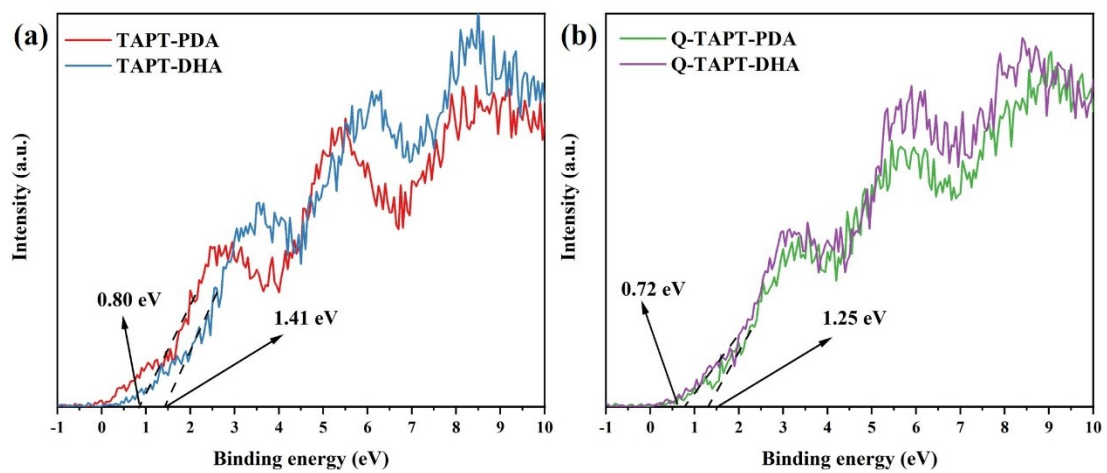 (a)
TAPT-PDA
TAPT-DHA
0.80 eV
1.41 eV
Intensity (a.u.)
-1 0 1 2 3 4 5 6 7 8 9 10
Binding energy (eV)
(b)
Q-TAPT-PDA
Q-TAPT-DHA
0.72 eV
1.25 eV
Intensity (a.u.)
-1 0 1 2 3 4 5 6 7 8 9 10
Binding energy (eV)